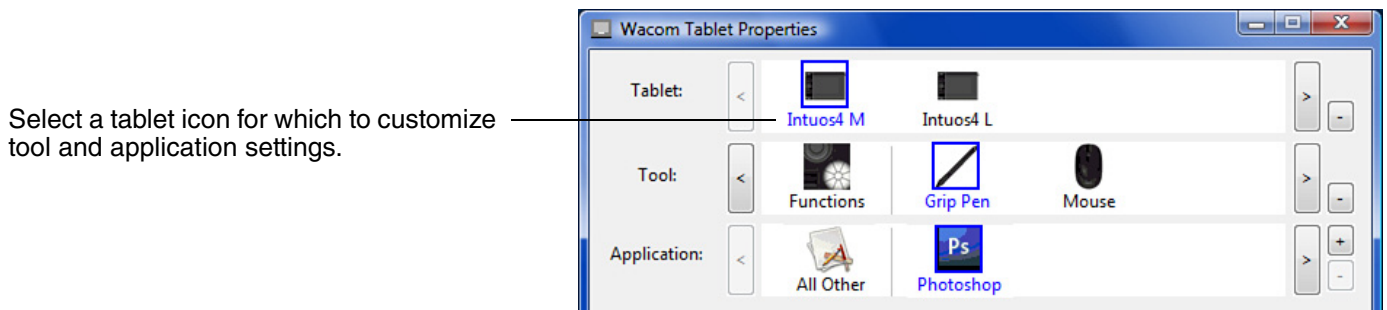 Wacom Tablet Properties
Select a tablet icon for which to customize
tool and application settings.
Tablet:
<
Intuos4 M
Intuos4 L
>
-
Tool:
<
Functions
Grip Pen
Mouse
>
-
Application:
<
All Other
Ps
Photoshop
>
+
-